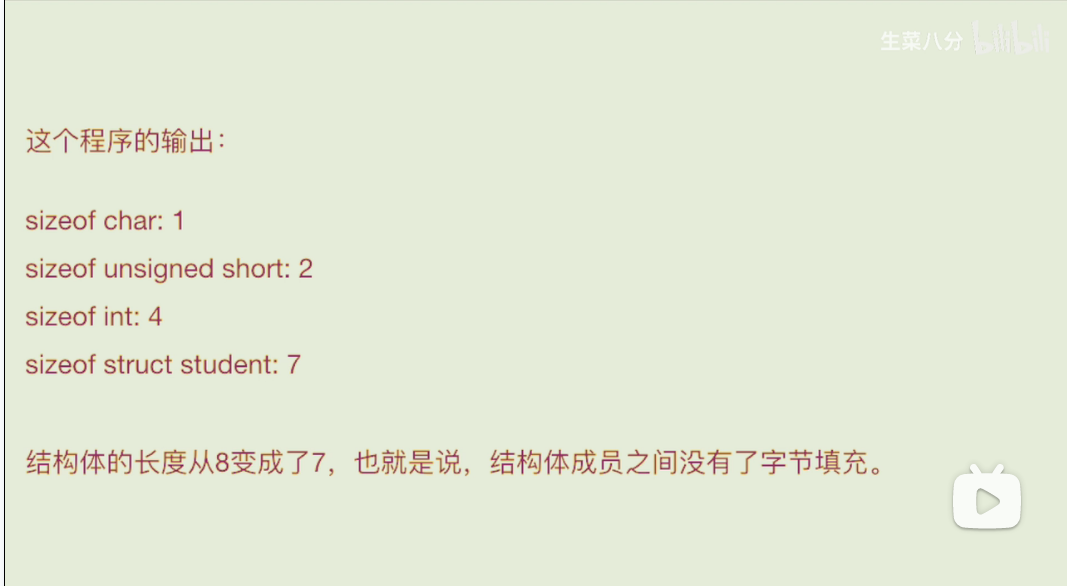 生菜八分 bilibili
这个程序的输出：
sizeof char: 1
sizeof unsigned short: 2
sizeof int: 4
sizeof struct student: 7
结构体的长度从8变成了7，也就是说，结构体成员之间没有了字节填充。